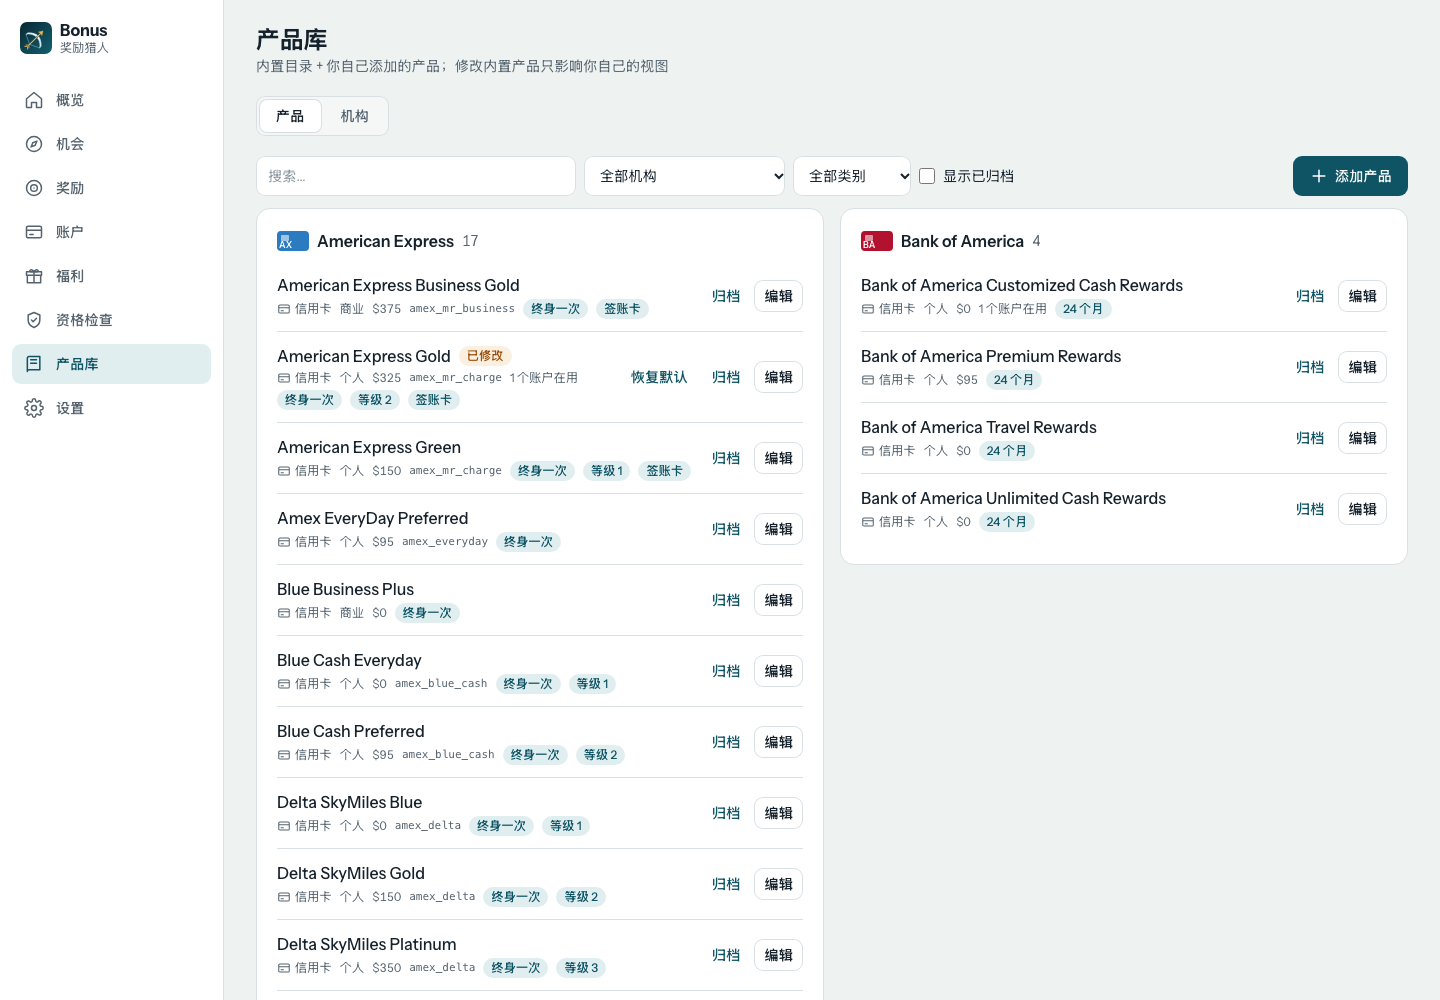 Bonus
奖励猎人
概览
机会
奖励
账户
福利
资格检查
产品库
设置
产品库
内置目录 + 你自己添加的产品；修改内置产品只影响你自己的视图
产品 机构
搜索... 全部机构 全部类别 显示已归档 添加产品
AX American Express 17
American Express Business Gold
信用卡 商业 $375 amex_mr_business 终身一次 签账卡
归档 编辑
American Express Gold 已修改
信用卡 个人 $325 amex_mr_charge 1个账户在用
终身一次 等级 2 签账卡
恢复默认 归档 编辑
American Express Green
信用卡 个人 $150 amex_mr_charge 终身一次 等级 1 签账卡
归档 编辑
Amex EveryDay Preferred
信用卡 个人 $95 amex_everyday 终身一次
归档 编辑
Blue Business Plus
信用卡 商业 $0 终身一次
归档 编辑
Blue Cash Everyday
信用卡 个人 $0 amex_blue_cash 终身一次 等级 1
归档 编辑
Blue Cash Preferred
信用卡 个人 $95 amex_blue_cash 终身一次 等级 2
归档 编辑
Delta SkyMiles Blue
信用卡 个人 $0 amex_delta 终身一次 等级 1
归档 编辑
Delta SkyMiles Gold
信用卡 个人 $150 amex_delta 终身一次 等级 2
归档 编辑
Delta SkyMiles Platinum
信用卡 个人 $350 amex_delta 终身一次 等级 3
归档 编辑
BA Bank of America 4
Bank of America Customized Cash Rewards
信用卡 个人 $0 1个账户在用 24 个月
归档 编辑
Bank of America Premium Rewards
信用卡 个人 $95 24 个月
归档 编辑
Bank of America Travel Rewards
信用卡 个人 $0 24 个月
归档 编辑
Bank of America Unlimited Cash Rewards
信用卡 个人 $0 24 个月
归档 编辑